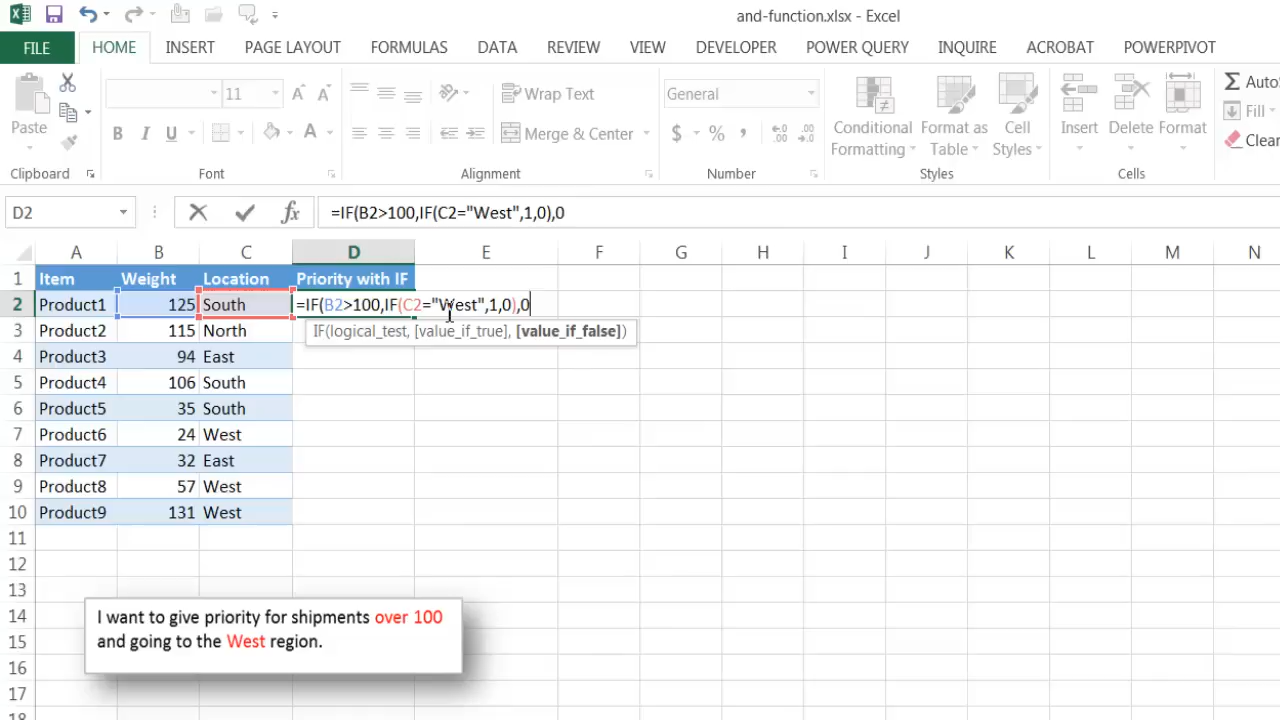 and-function.xlsx - Excel
FILE HOME INSERT PAGE LAYOUT FORMULAS DATA REVIEW VIEW DEVELOPER POWER QUERY INQUIRE ACROBAT POWERPIVOT
Paste
Clipboard
11 A A
B I U A
Font
Wrap Text
Merge & Center
Alignment
General
$ % , .00 .0
Number
Conditional Formatting
Format as Table
Cell Styles
Styles
Insert Delete Format
Cells
Σ Auto
Fill
Clear
D2 fx =IF(B2>100,IF(C2="West",1,0),0
A B C D E F G H I J K L M N
1 Item Weight Location Priority with IF
2 Product1 125 South =IF(B2>100,IF(C2="West",1,0),0
IF(logical_test, [value_if_true], [value_if_false])
3 Product2 115 North
4 Product3 94 East
5 Product4 106 South
6 Product5 35 South
7 Product6 24 West
8 Product7 32 East
9 Product8 57 West
10 Product9 131 West
11
12
13
14
15
16
17
18
I want to give priority for shipments over 100
and going to the West region.